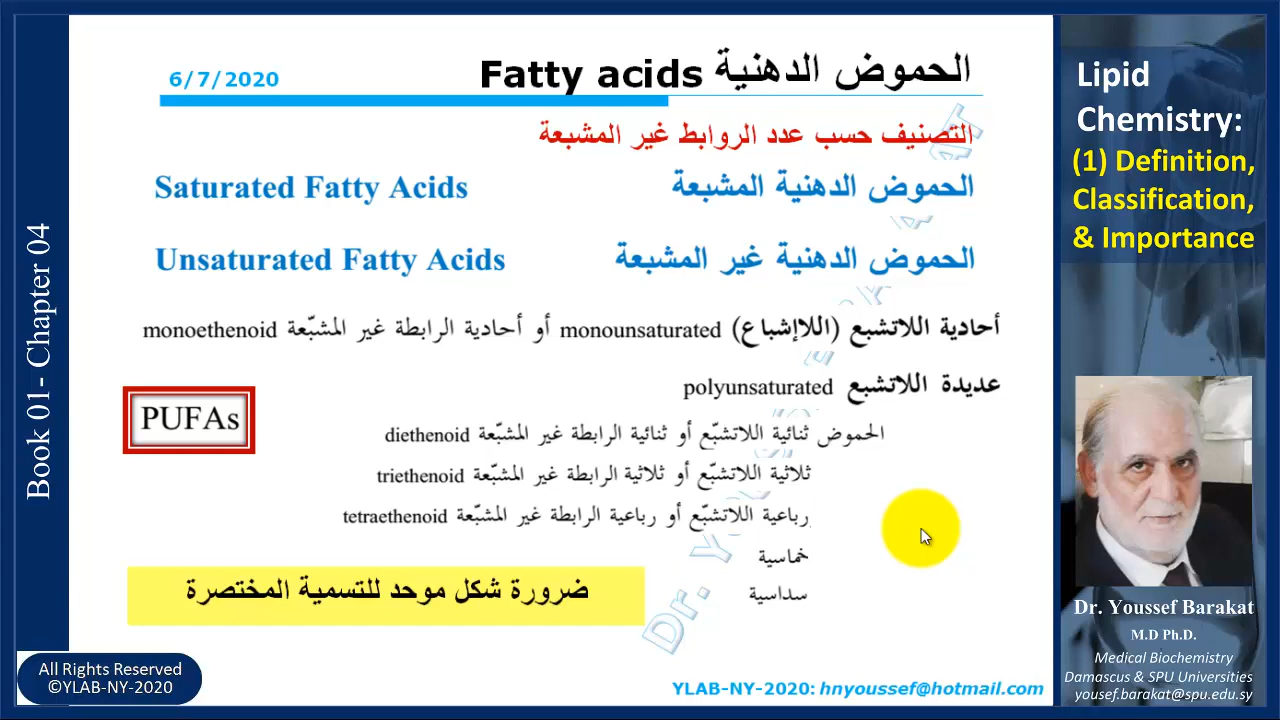 6/7/2020
الحموض الدهنية Fatty acids
التصنيف حسب عدد الروابط غير المشبعة
الحموض الدهنية المشبعة Saturated Fatty Acids
الحموض الدهنية غير المشبعة Unsaturated Fatty Acids
أحادية اللاتشبع (اللاإشباع) monounsaturated أو أحادية الرابطة غير المشبّعة monoethenoid
عديدة اللاتشبع polyunsaturated
PUFAs
الحموض ثنائية اللاتشبّع أو ثنائية الرابطة غير المشبّعة diethenoid
ثلاثية اللاتشبّع أو ثلاثية الرابطة غير المشبّعة triethenoid
رباعية اللاتشبّع أو رباعية الرابطة غير المشبّعة tetraethenoid
خماسية
سداسية
ضرورة شكل موحد للتسمية المختصرة
YLAB-NY-2020: hnyoussef@hotmail.com
Book 01- Chapter 04
All Rights Reserved
©YLAB-NY-2020
Lipid
Chemistry:
(1) Definition,
Classification,
& Importance
Dr. Youssef Barakat
M.D Ph.D.
Medical Biochemistry
Damascus & SPU Universities
yousef.barakat@spu.edu.sy